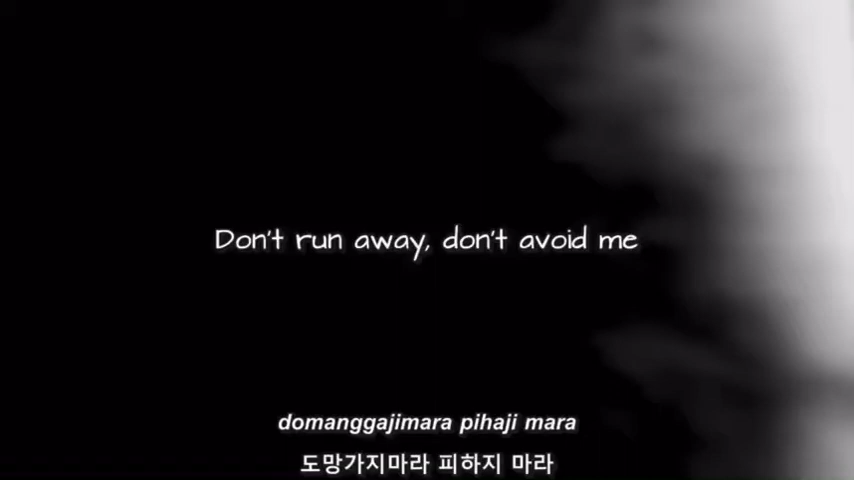 Don't run away, don't avoid me
domanggajimara pihaji mara
도망가지마라 피하지 마라